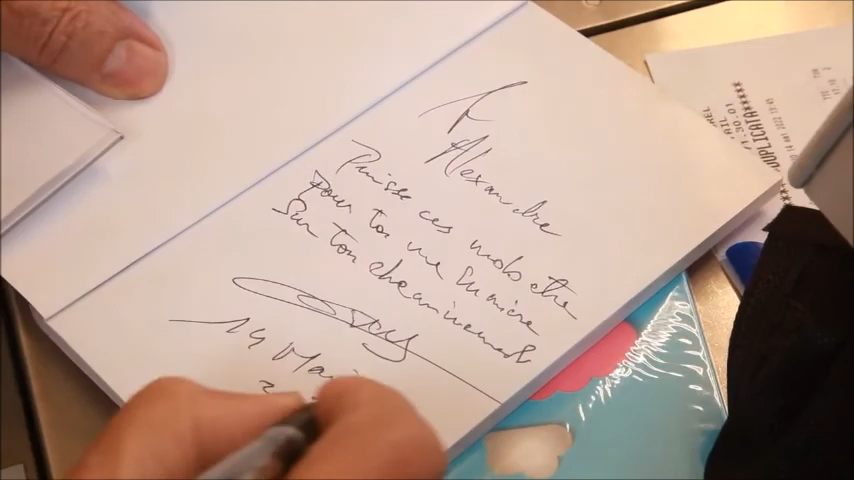 À
Alexandre
Puisse ces mots être
Pour toi une lumière
Sur ton cheminement
14 Mai
DUPLICATA